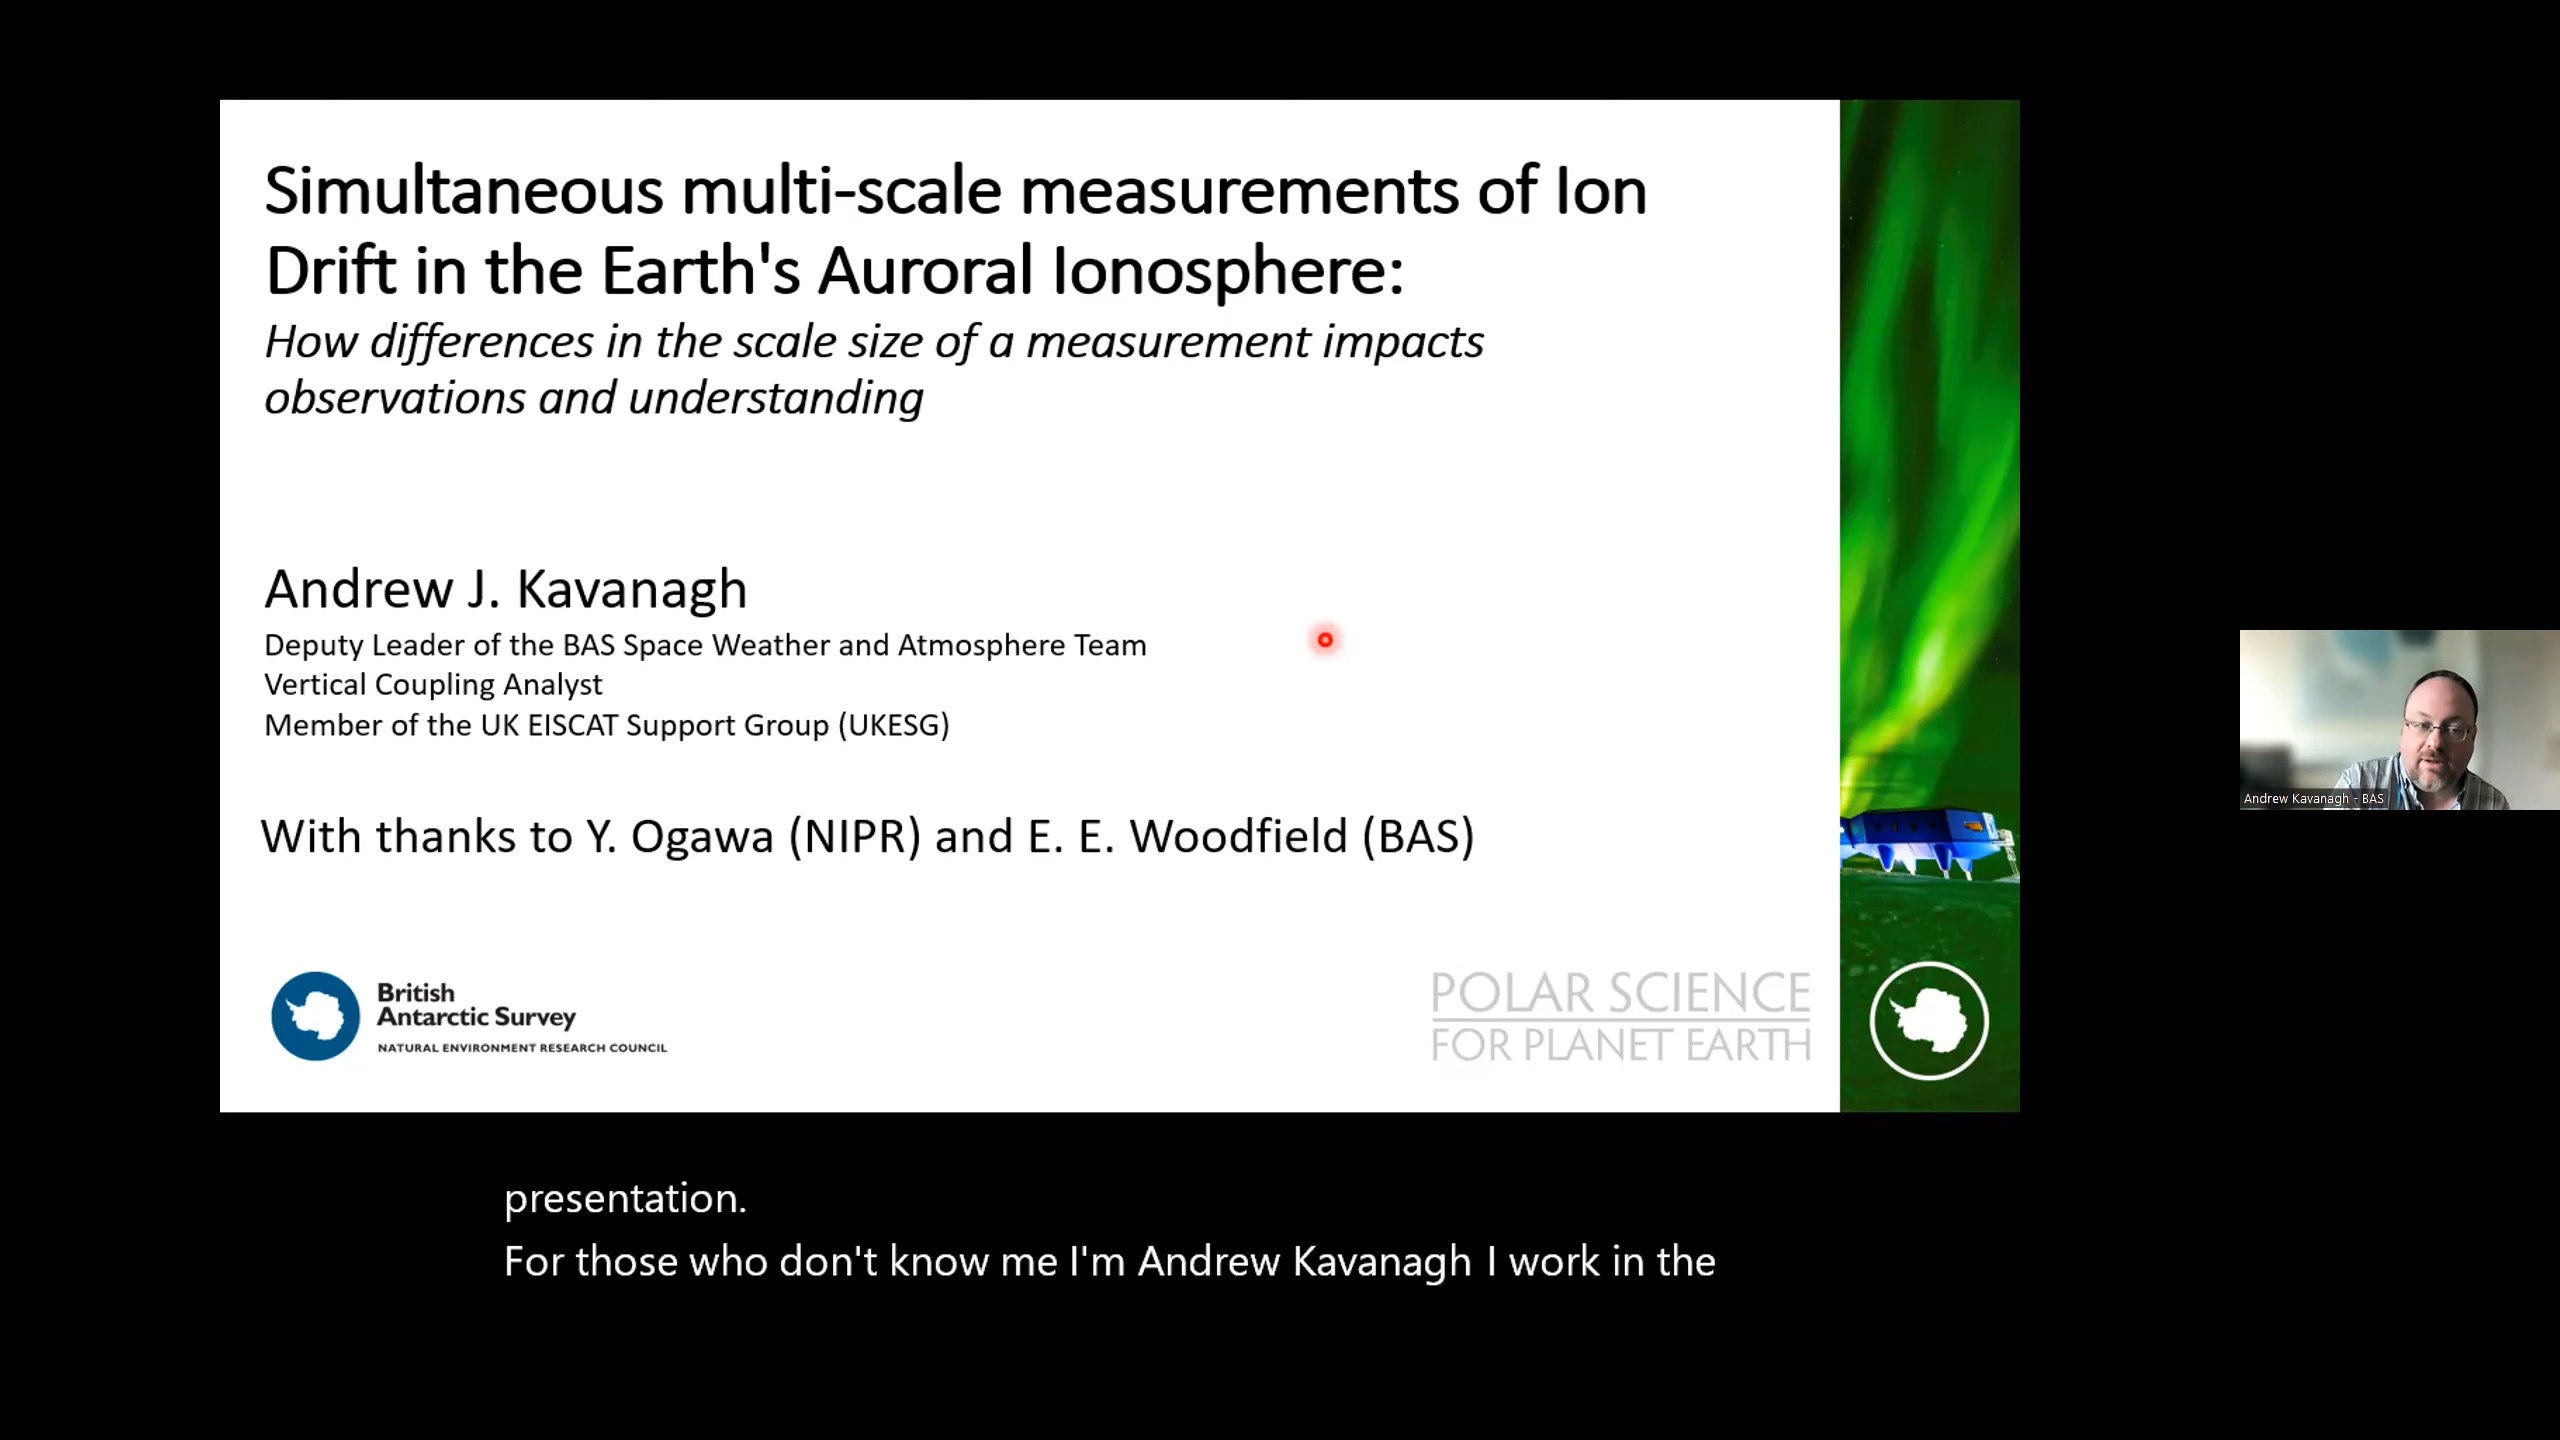 Simultaneous multi-scale measurements of Ion
Drift in the Earth's Auroral Ionosphere:
How differences in the scale size of a measurement impacts
observations and understanding
Andrew J. Kavanagh
Deputy Leader of the BAS Space Weather and Atmosphere Team
Vertical Coupling Analyst
Member of the UK EISCAT Support Group (UKESG)
With thanks to Y. Ogawa (NIPR) and E. E. Woodfield (BAS)
British
Antarctic Survey
NATURAL ENVIRONMENT RESEARCH COUNCIL
POLAR SCIENCE
FOR PLANET EARTH
Andrew Kavanagh - BAS
presentation.
For those who don't know me I'm Andrew Kavanagh I work in the